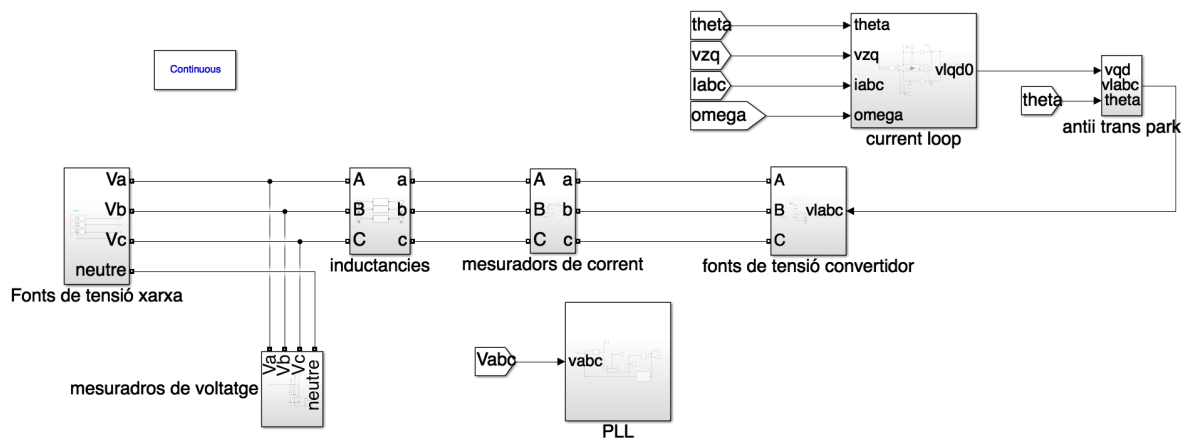 Continuous
theta
vzq
Iabc
omega
theta
vzq
iabc
omega
vlqd0
current loop
theta
vqd
vlabc
theta
antii trans park
Va
Vb
Vc
neutre
Fonts de tensió xarxa
A a
B b
C c
inductancies
A a
B b
C c
mesuradors de corrent
A
B
C
vlabc
fonts de tensió convertidor
Va
Vb
Vc
neutre
mesuradros de voltatge
Vabc
vabc
PLL